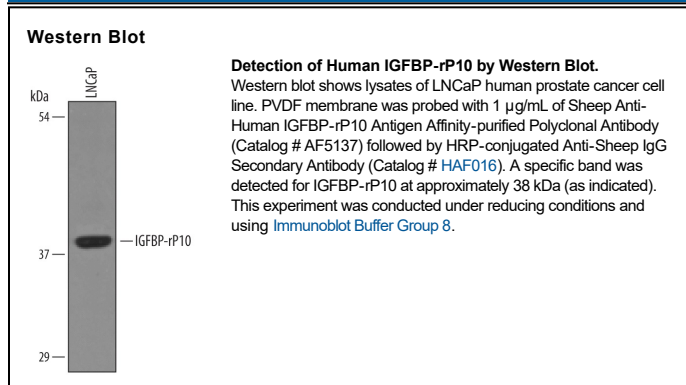 Western Blot
LNCaP
kDa
54
IGFBP-rP10
37
29
Detection of Human IGFBP-rP10 by Western Blot.
Western blot shows lysates of LNCaP human prostate cancer cell
line. PVDF membrane was probed with 1 µg/mL of Sheep Anti-
Human IGFBP-rP10 Antigen Affinity-purified Polyclonal Antibody
(Catalog # AF5137) followed by HRP-conjugated Anti-Sheep IgG
Secondary Antibody (Catalog # HAF016). A specific band was
detected for IGFBP-rP10 at approximately 38 kDa (as indicated).
This experiment was conducted under reducing conditions and
using Immunoblot Buffer Group 8.